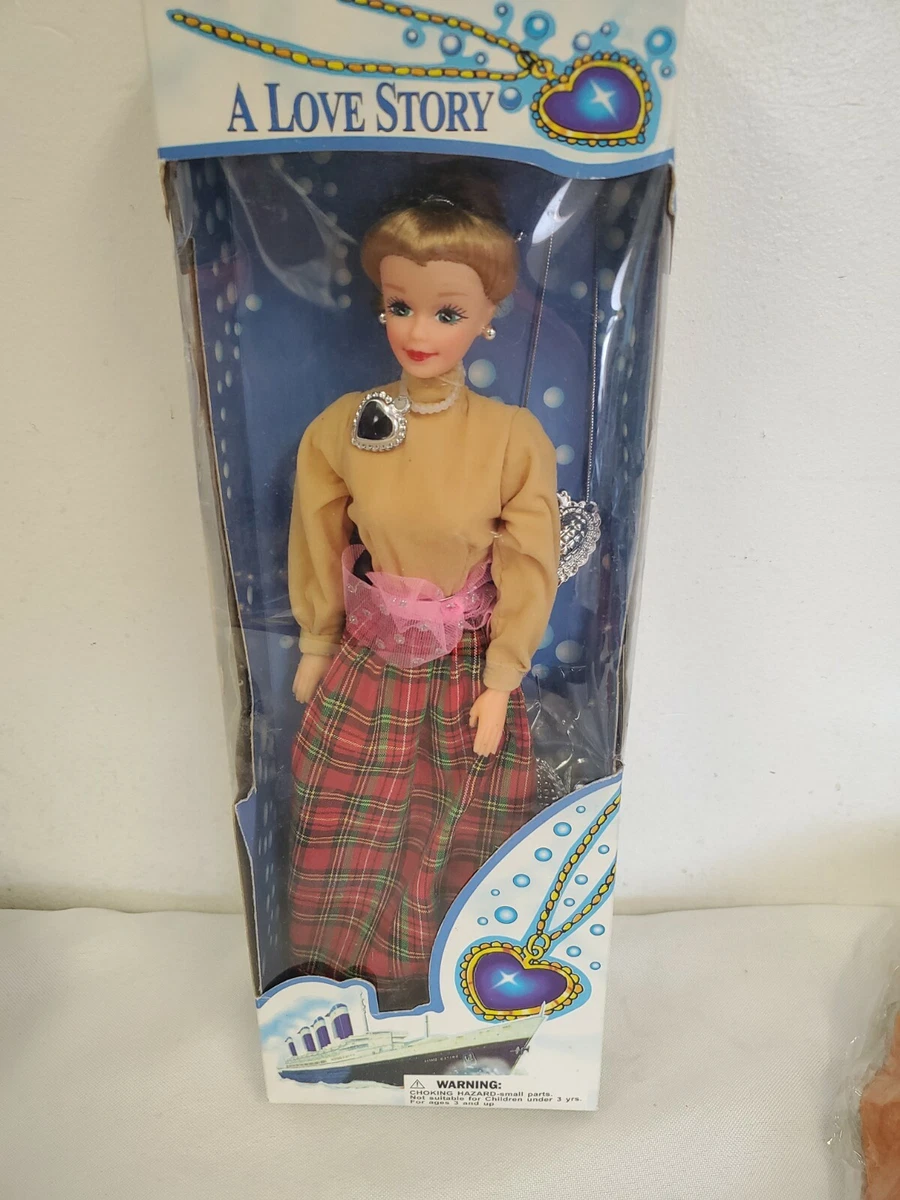 A LOVE STORY
⚠ WARNING:
CHOKING HAZARD-small parts.
Not suitable for Children under 3 yrs.
For ages 3 and up